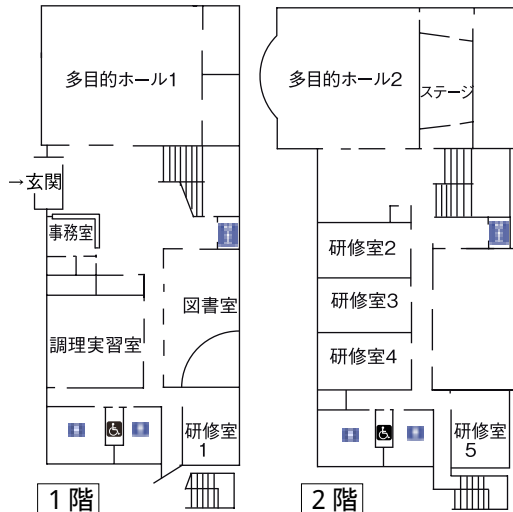 多目的ホール1
→玄関
事務室
図書室
調理実習室
研修室
1
1階
多目的ホール2
ステージ
研修室2
研修室3
研修室4
研修室
5
2階